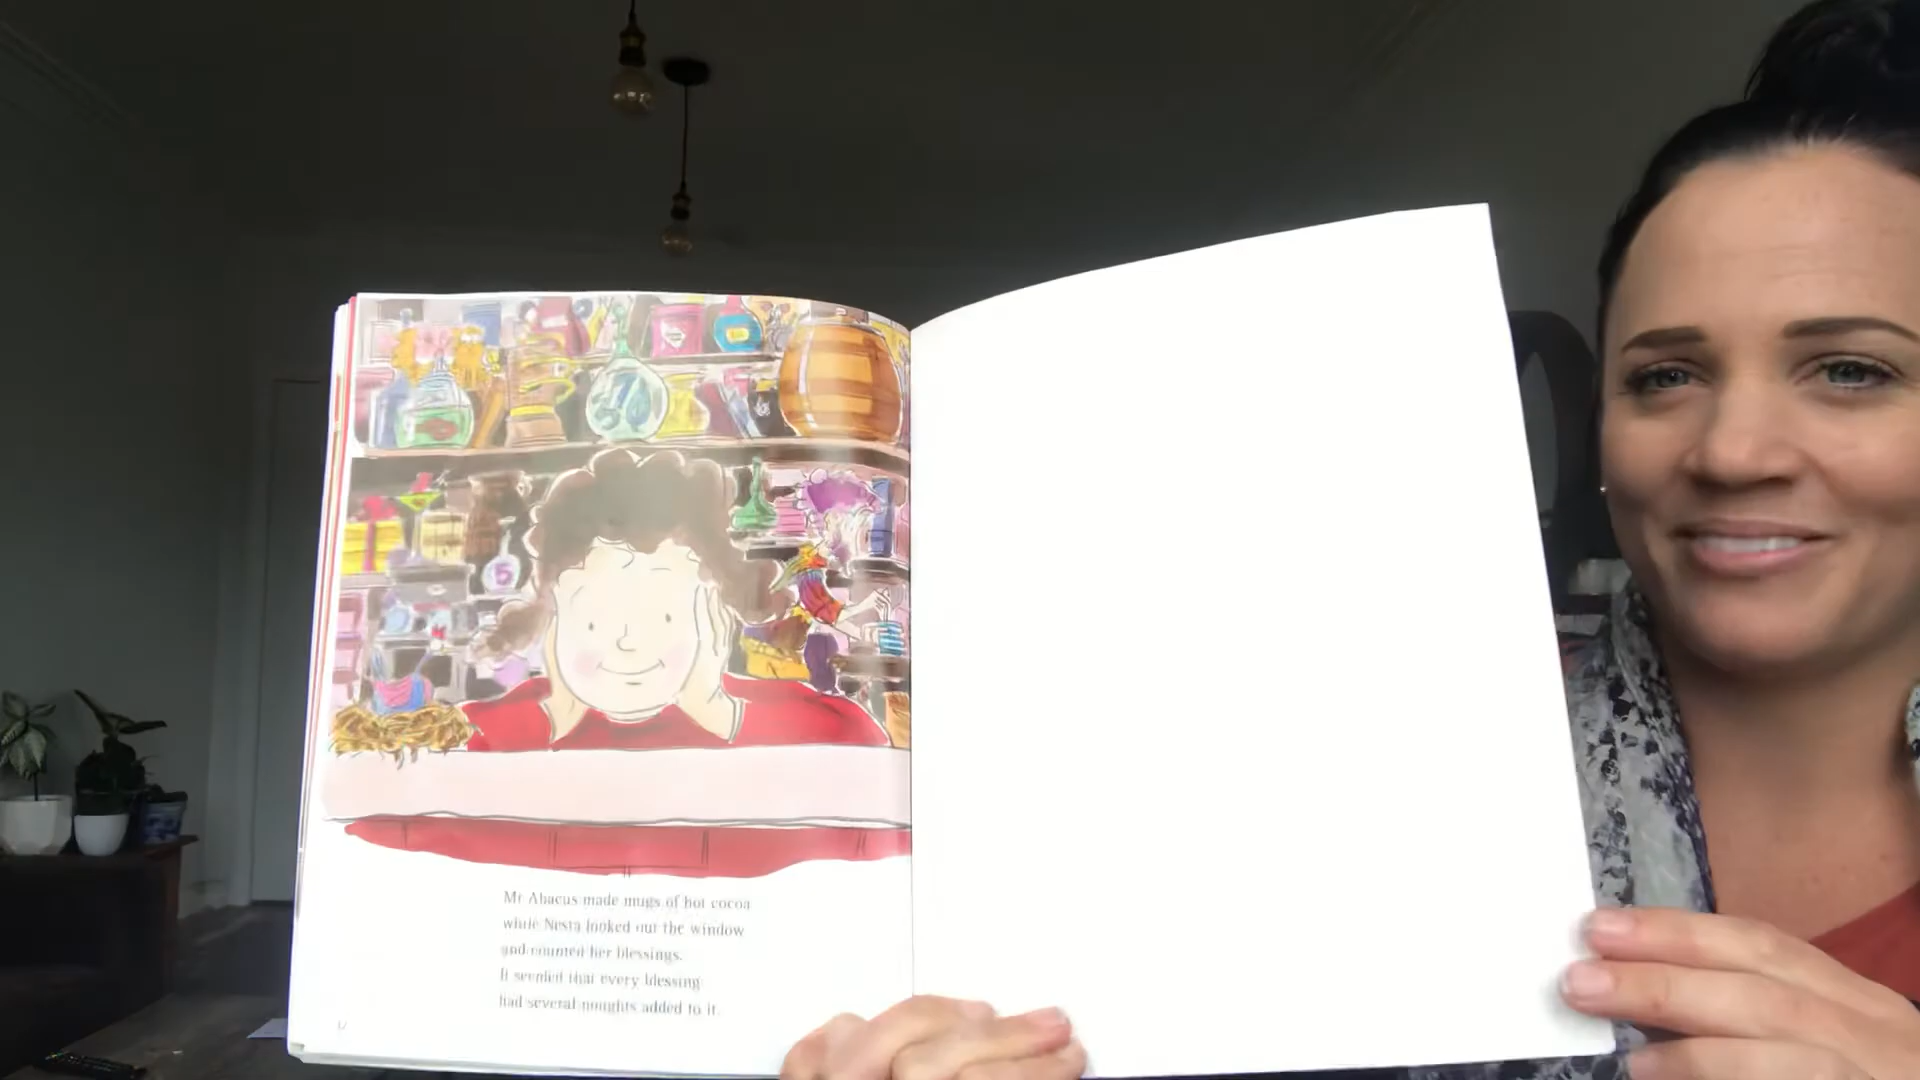 Mr Abacus made mugs of hot cocoa
while Nesta looked out the window
and counted her blessings.
It seemed that every blessing
had several noughts added to it.
5